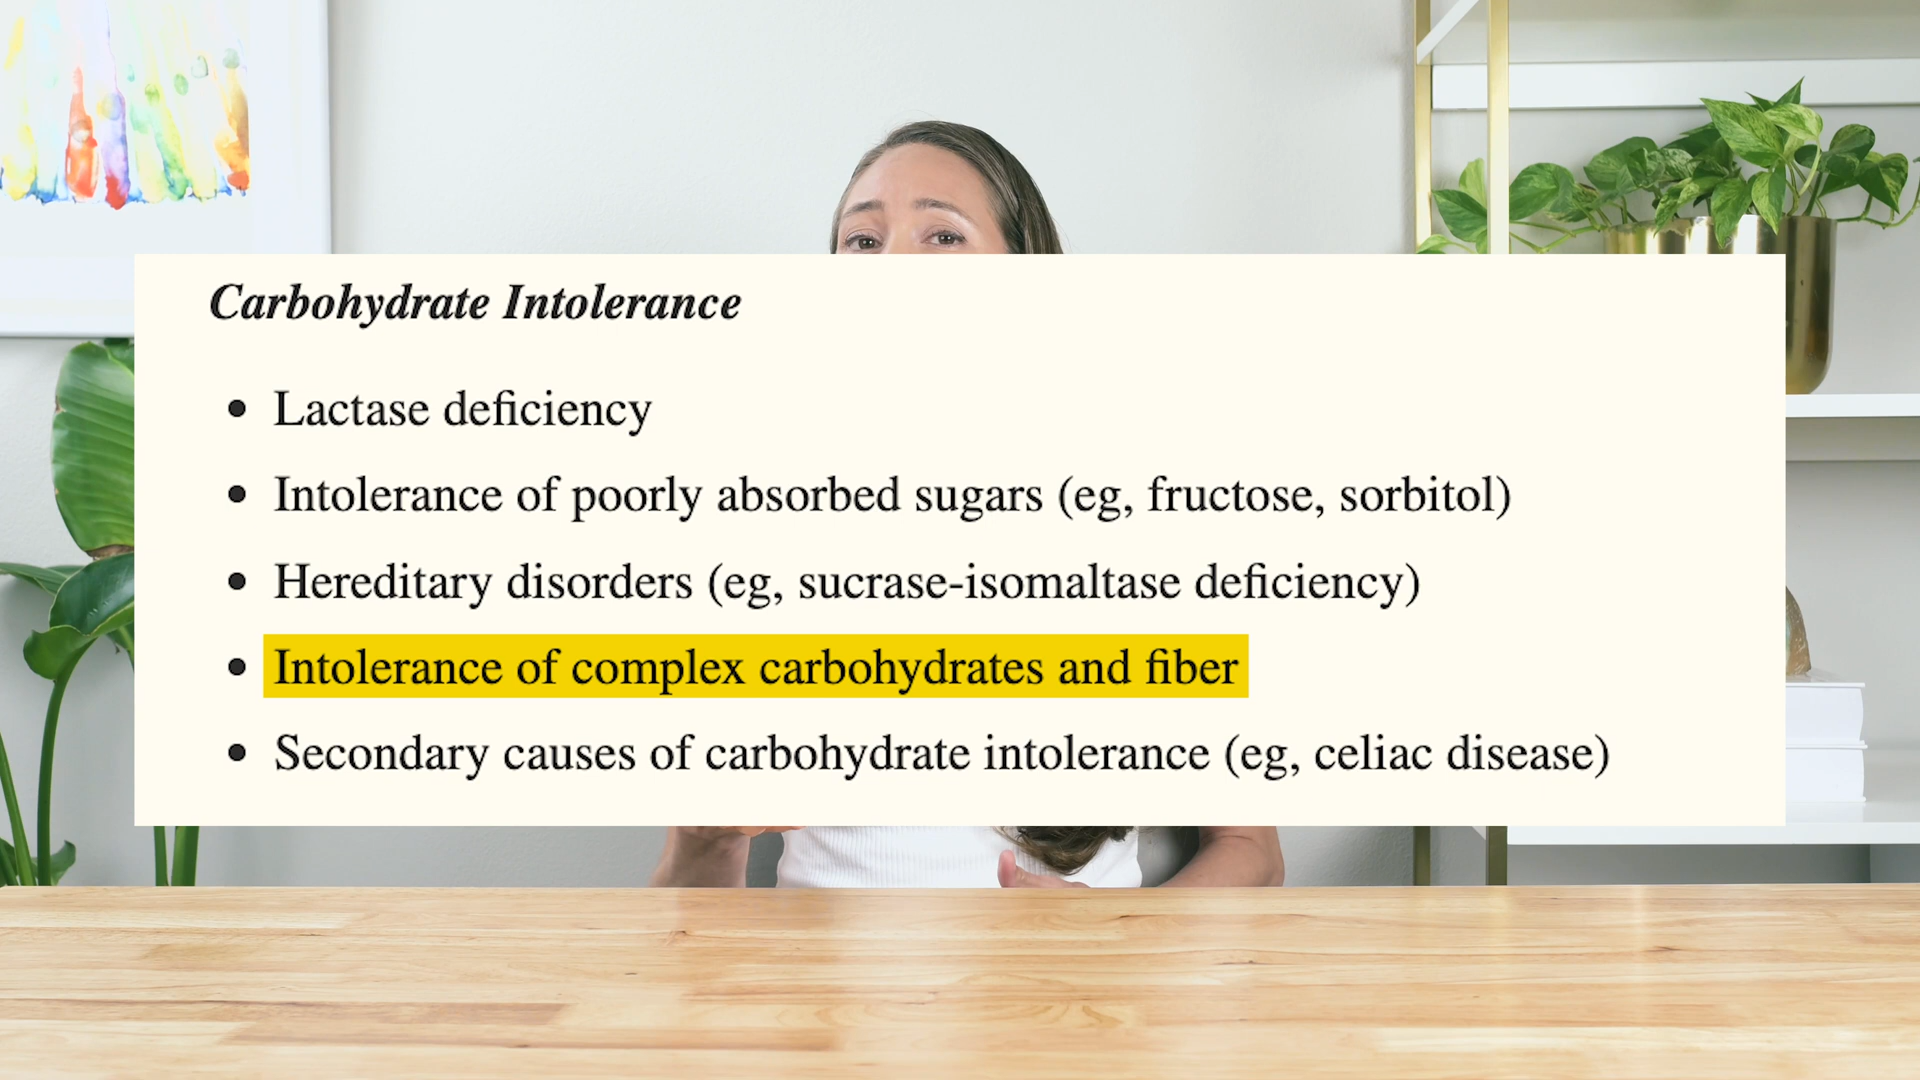 Carbohydrate Intolerance
• Lactase deficiency
• Intolerance of poorly absorbed sugars (eg, fructose, sorbitol)
• Hereditary disorders (eg, sucrase-isomaltase deficiency)
• Intolerance of complex carbohydrates and fiber
• Secondary causes of carbohydrate intolerance (eg, celiac disease)